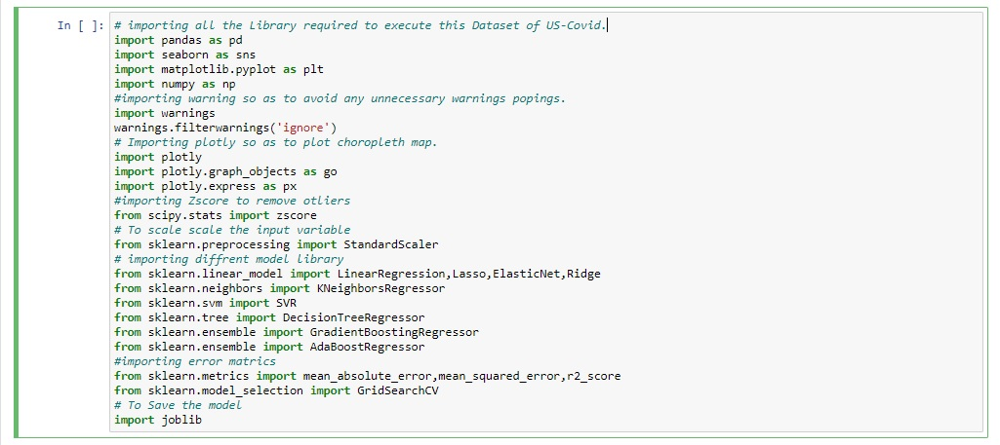 In [ ]: # importing all the Library required to execute this Dataset of US-Covid.
import pandas as pd
import seaborn as sns
import matplotlib.pyplot as plt
import numpy as np
#importing warning so as to avoid any unnecessary warnings popings.
import warnings
warnings.filterwarnings('ignore')
# Importing plotly so as to plot choropleth map.
import plotly
import plotly.graph_objects as go
import plotly.express as px
#importing Zscore to remove otliers
from scipy.stats import zscore
# To scale scale the input variable
from sklearn.preprocessing import StandardScaler
# importing diffrent model library
from sklearn.linear_model import LinearRegression,Lasso,ElasticNet,Ridge
from sklearn.neighbors import KNeighborsRegressor
from sklearn.svm import SVR
from sklearn.tree import DecisionTreeRegressor
from sklearn.ensemble import GradientBoostingRegressor
from sklearn.ensemble import AdaBoostRegressor
#importing error matrics
from sklearn.metrics import mean_absolute_error,mean_squared_error,r2_score
from sklearn.model_selection import GridSearchCV
# To Save the model
import joblib